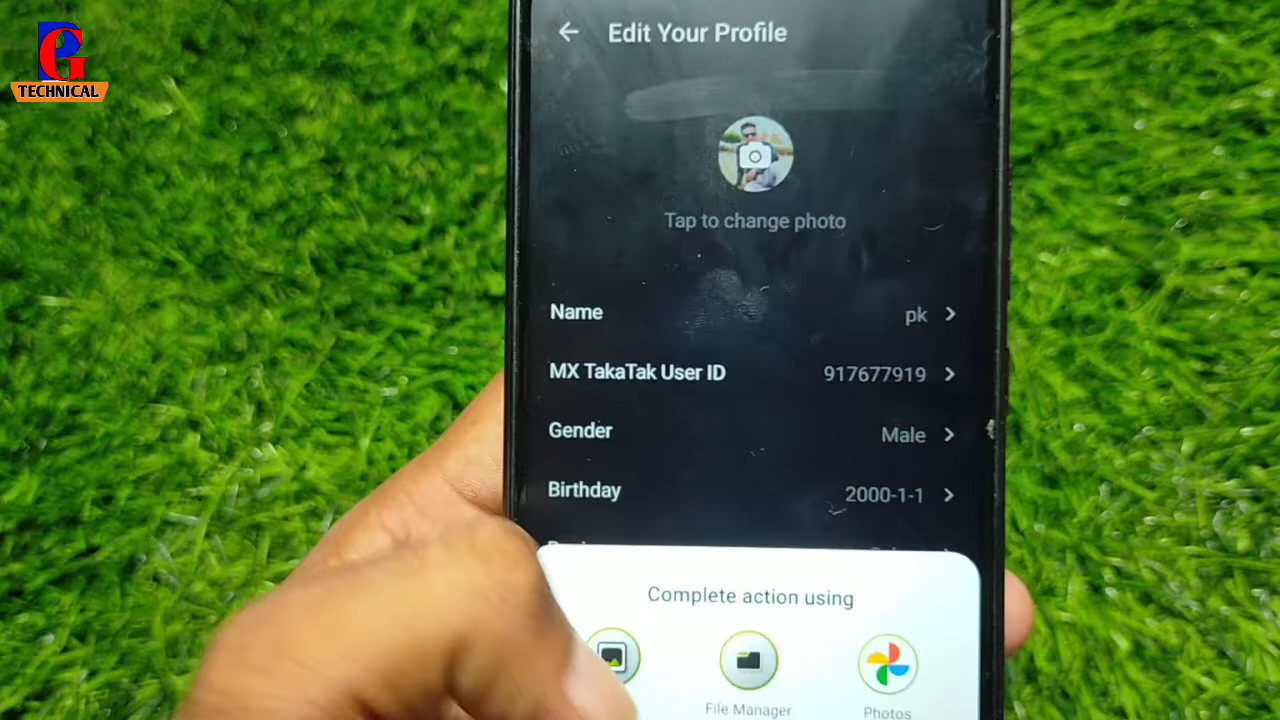 PG
TECHNICAL
Edit Your Profile
Tap to change photo
Name pk
MX TakaTak User ID 917677919
Gender Male
Birthday 2000-1-1
Complete action using
File Manager
Photos